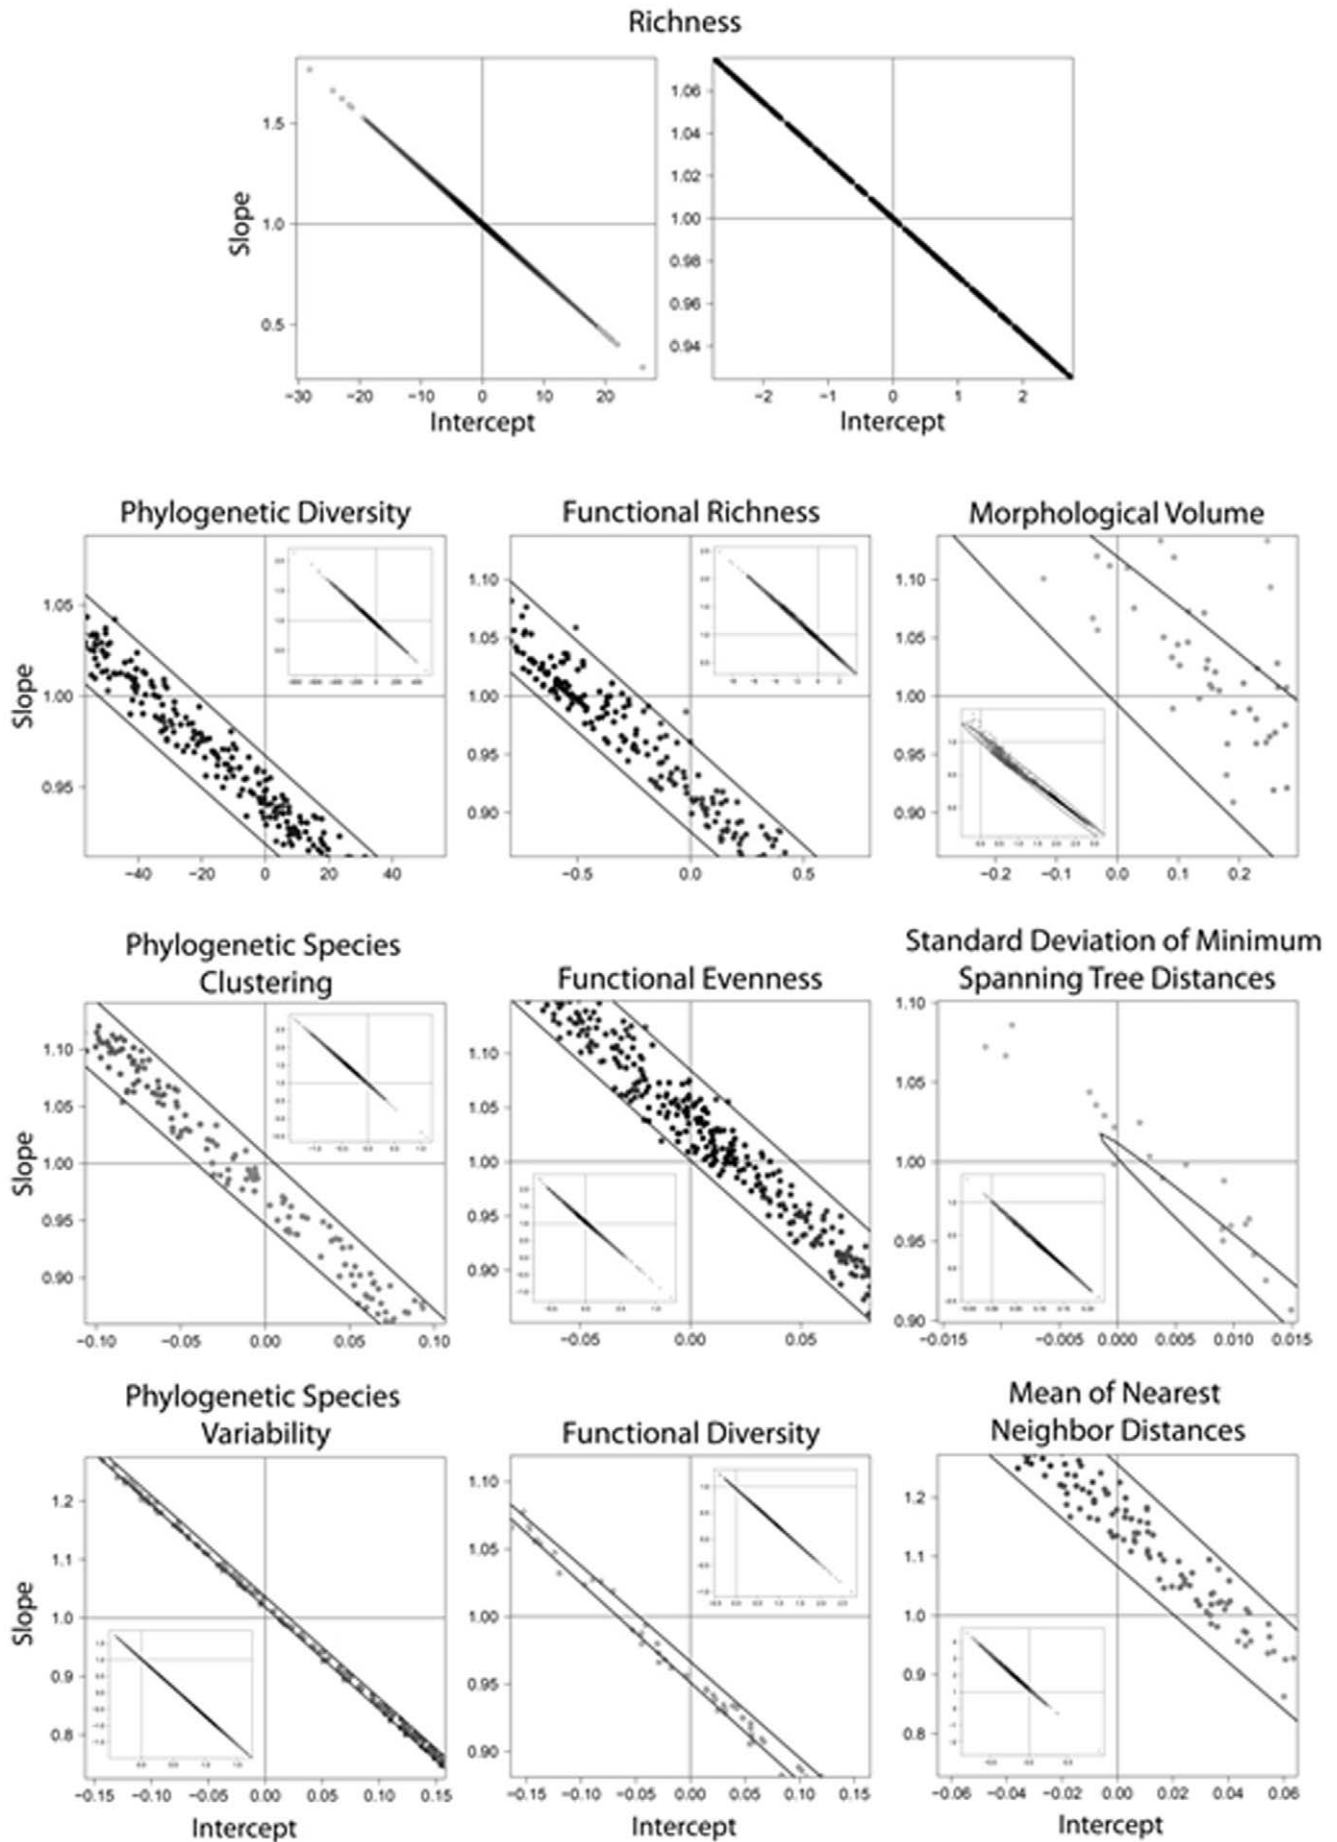 Richness
1.5
1.0
0.5
Slope
−30 −20 −10 0 10 20
Intercept
1.06
1.04
1.02
1.00
0.98
0.96
0.94
−2 −1 0 1 2
Intercept
Phylogenetic Diversity
Slope
1.05
1.00
0.95
−40 −20 0 20 40
Functional Richness
1.10
1.05
1.00
0.95
0.90
−0.5 0.0 0.5
Morphological Volume
1.10
1.05
1.00
0.95
0.90
−0.2 −0.1 0.0 0.1 0.2
Phylogenetic Species
Clustering
Slope
1.10
1.05
1.00
0.95
0.90
−0.10 −0.05 0.00 0.05 0.10
Functional Evenness
1.10
1.05
1.00
0.95
0.90
−0.05 0.00 0.05
Standard Deviation of Minimum
Spanning Tree Distances
1.10
1.05
1.00
0.95
0.90
−0.015 −0.005 0.000 0.005 0.010 0.015
Phylogenetic Species
Variability
Slope
1.2
1.1
1.0
0.9
0.8
−0.15 −0.10 −0.05 0.00 0.05 0.10 0.15
Intercept
Functional Diversity
1.10
1.05
1.00
0.95
0.90
−0.15 −0.10 −0.05 0.00 0.05 0.10 0.15
Intercept
Mean of Nearest
Neighbor Distances
1.2
1.1
1.0
0.9
0.8
−0.06 −0.04 −0.02 0.00 0.02 0.04 0.06
Intercept